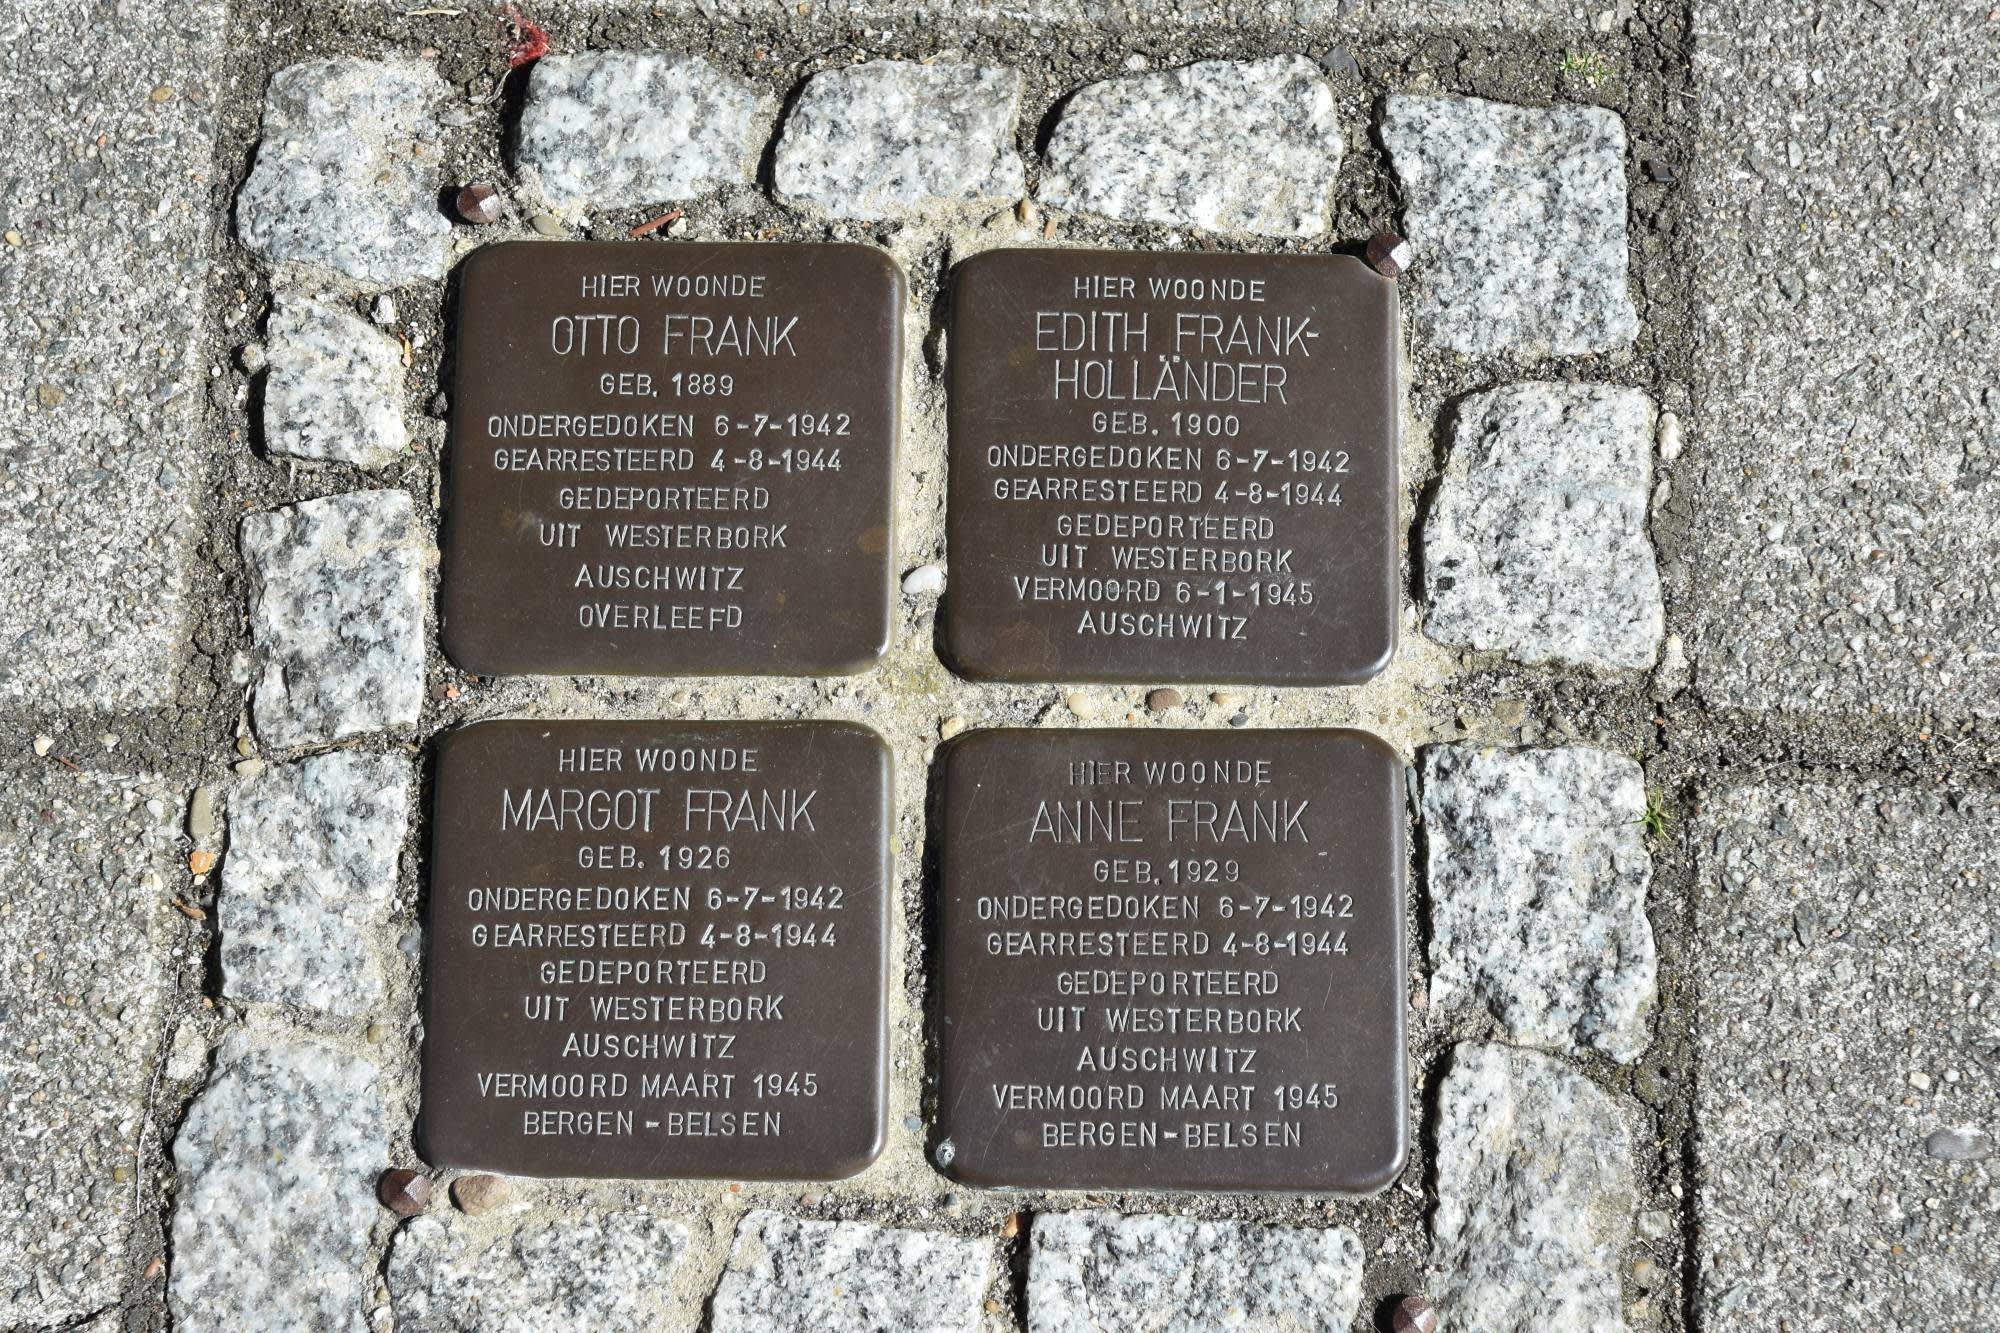 HIER WOONDE
OTTO FRANK
GEB. 1889
ONDERGEDOKEN 6-7-1942
GEARRESTEERD 4-8-1944
GEDEPORTEERD
UIT WESTERBORK
AUSCHWITZ
OVERLEEFD
HIER WOONDE
EDITH FRANK-
HOLLÄNDER
GEB. 1900
ONDERGEDOKEN 6-7-1942
GEARRESTEERD 4-8-1944
GEDEPORTEERD
UIT WESTERBORK
VERMOORD 6-1-1945
AUSCHWITZ
HIER WOONDE
MARGOT FRANK
GEB. 1926
ONDERGEDOKEN 6-7-1942
GEARRESTEERD 4-8-1944
GEDEPORTEERD
UIT WESTERBORK
AUSCHWITZ
VERMOORD MAART 1945
BERGEN-BELSEN
HIER WOONDE
ANNE FRANK
GEB. 1929
ONDERGEDOKEN 6-7-1942
GEARRESTEERD 4-8-1944
GEDEPORTEERD
UIT WESTERBORK
AUSCHWITZ
VERMOORD MAART 1945
BERGEN-BELSEN